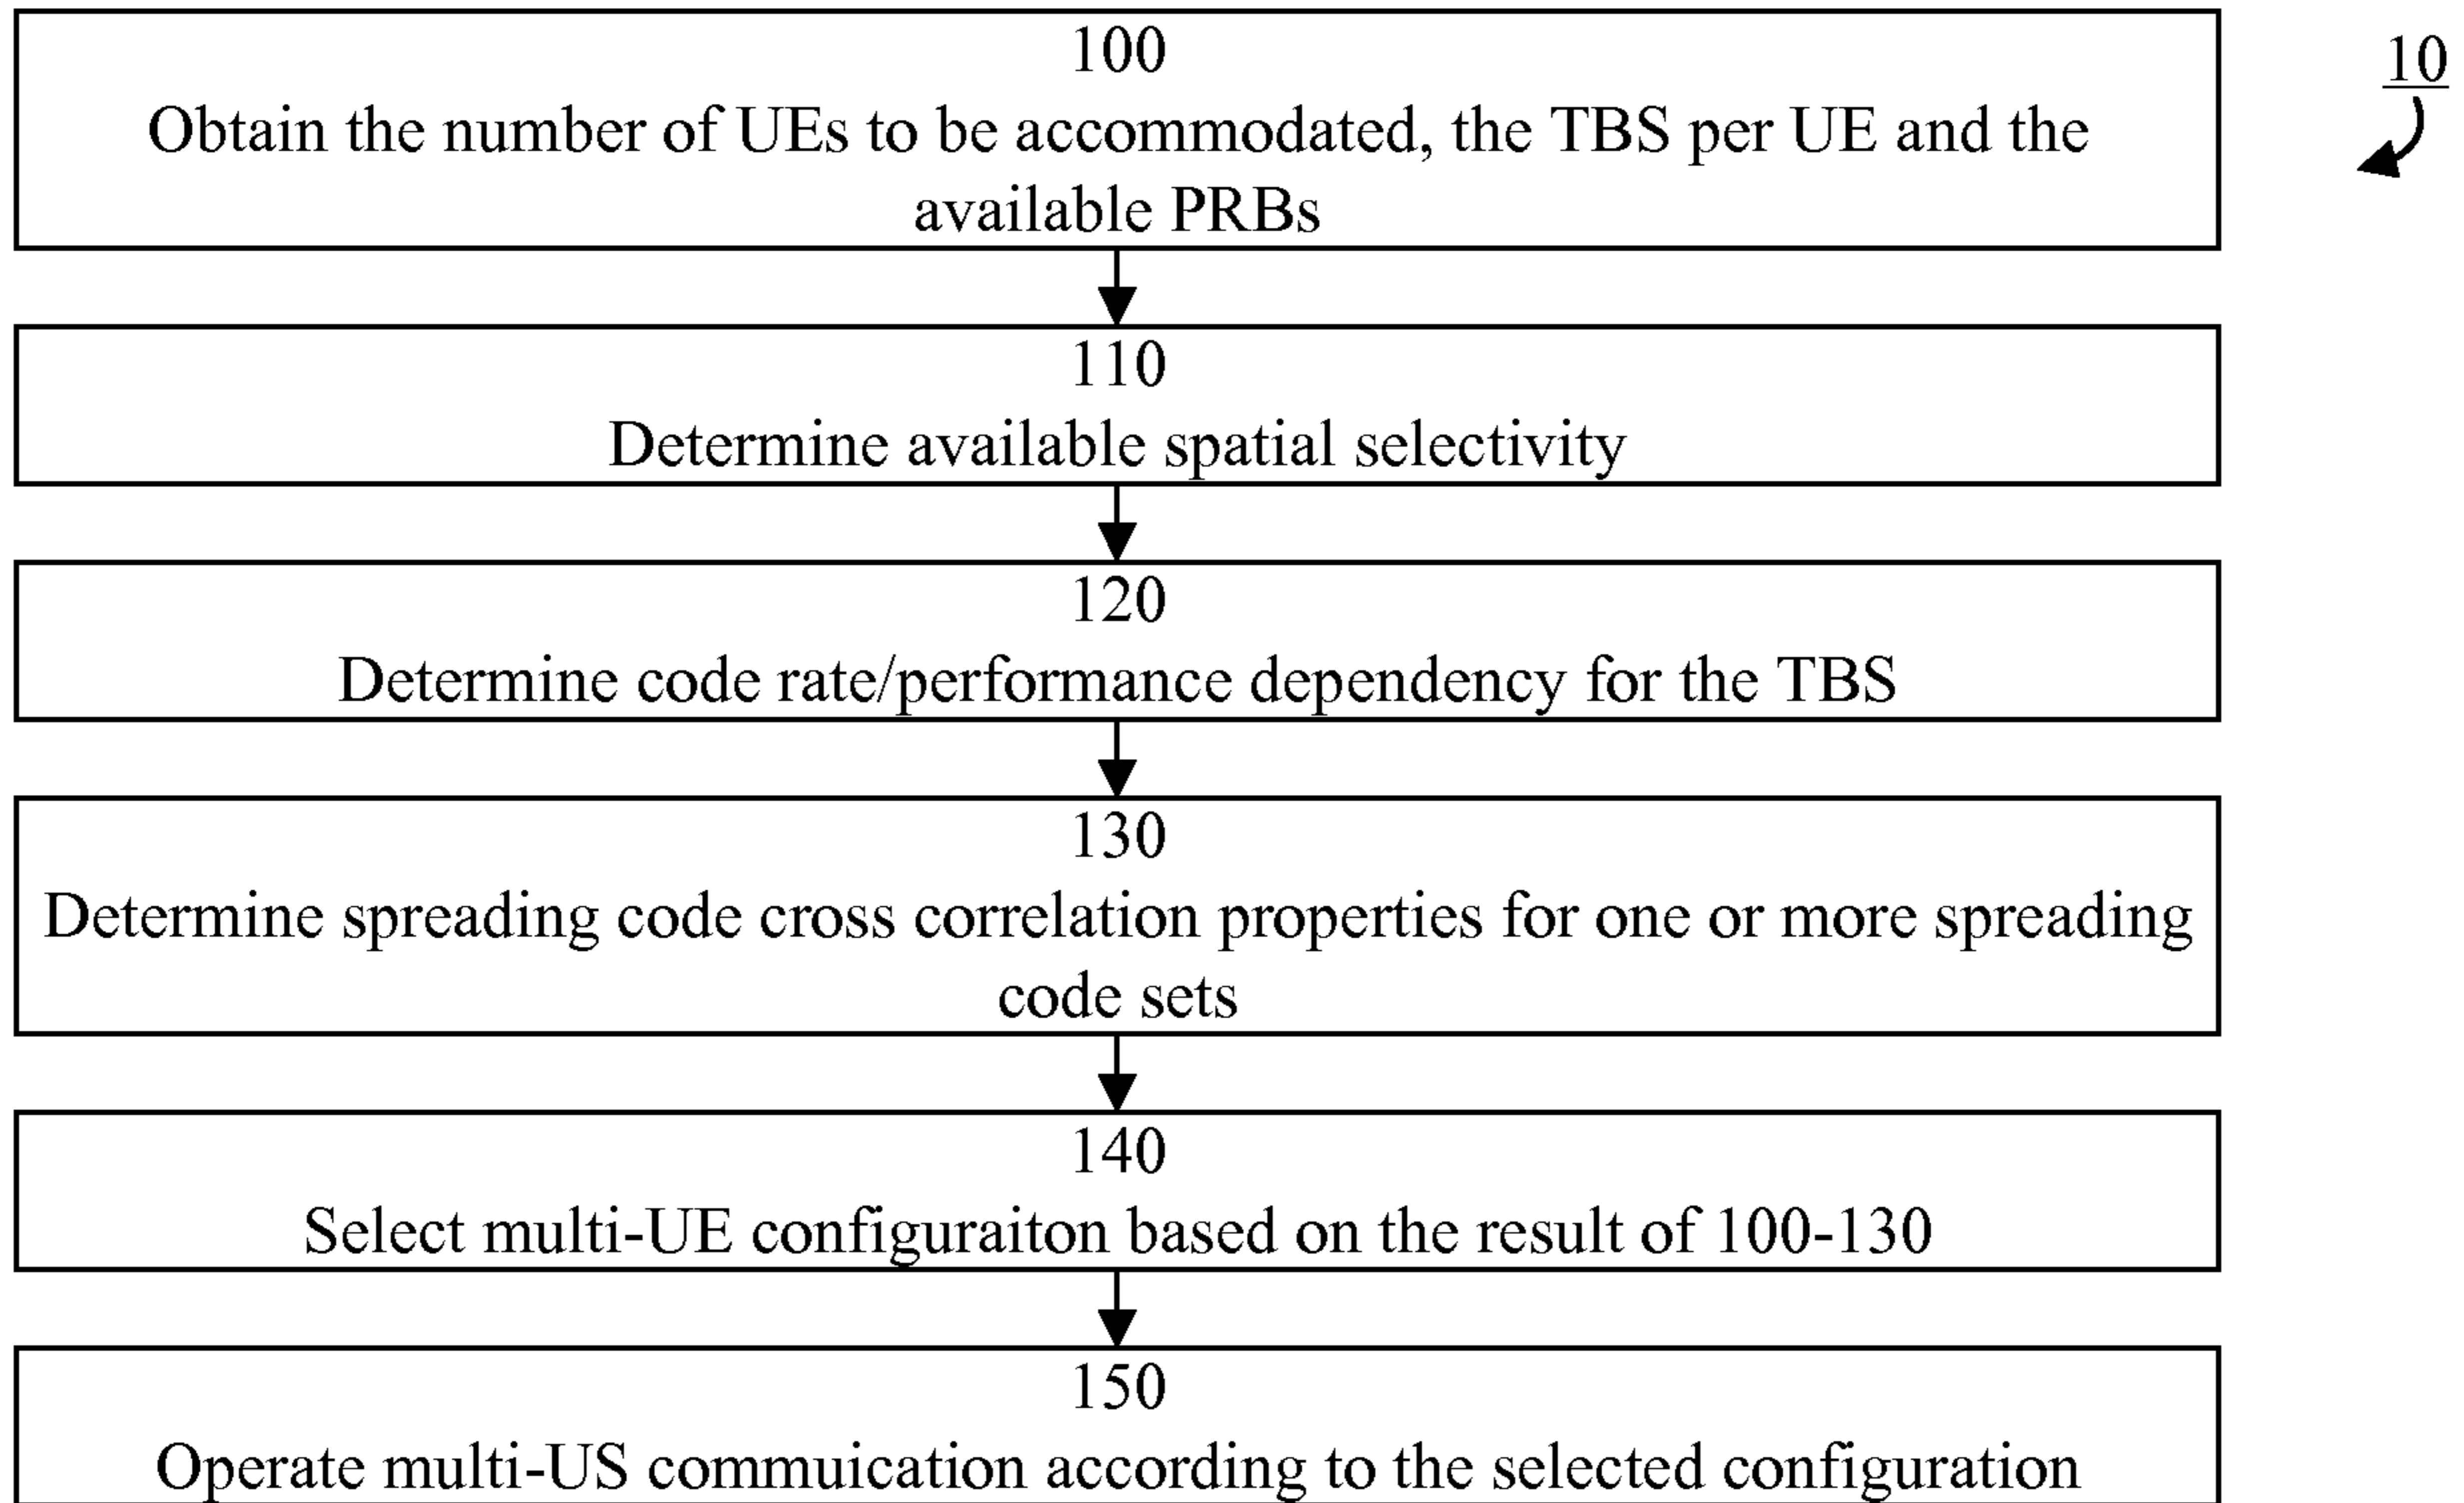 100
10
Obtain the number of UEs to be accommodated, the TBS per UE and the
available PRBs
110
Determine available spatial selectivity
120
Determine code rate/performance dependency for the TBS
130
Determine spreading code cross correlation properties for one or more spreading
code sets
140
Select multi-UE configuraiton based on the result of 100-130
150
Operate multi-US commuication according to the selected configuration